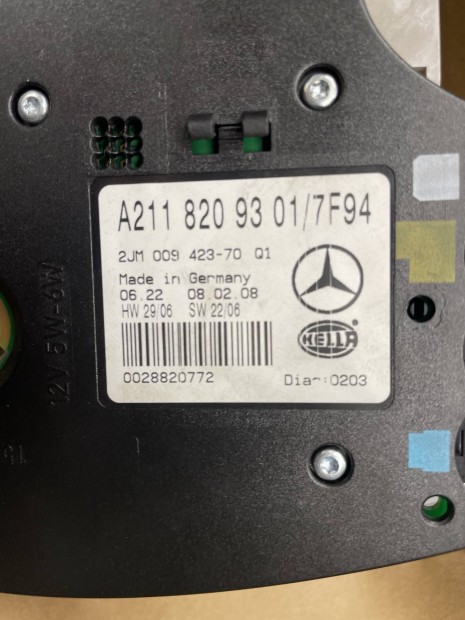 A211 820 93 01/7F94
2JM 009 423-70 Q1
Made in Germany
06.22 08.02.08
HW 29/06 SW 22/06
HELLA
0028820772
Dia 0203
12V 5W-6W